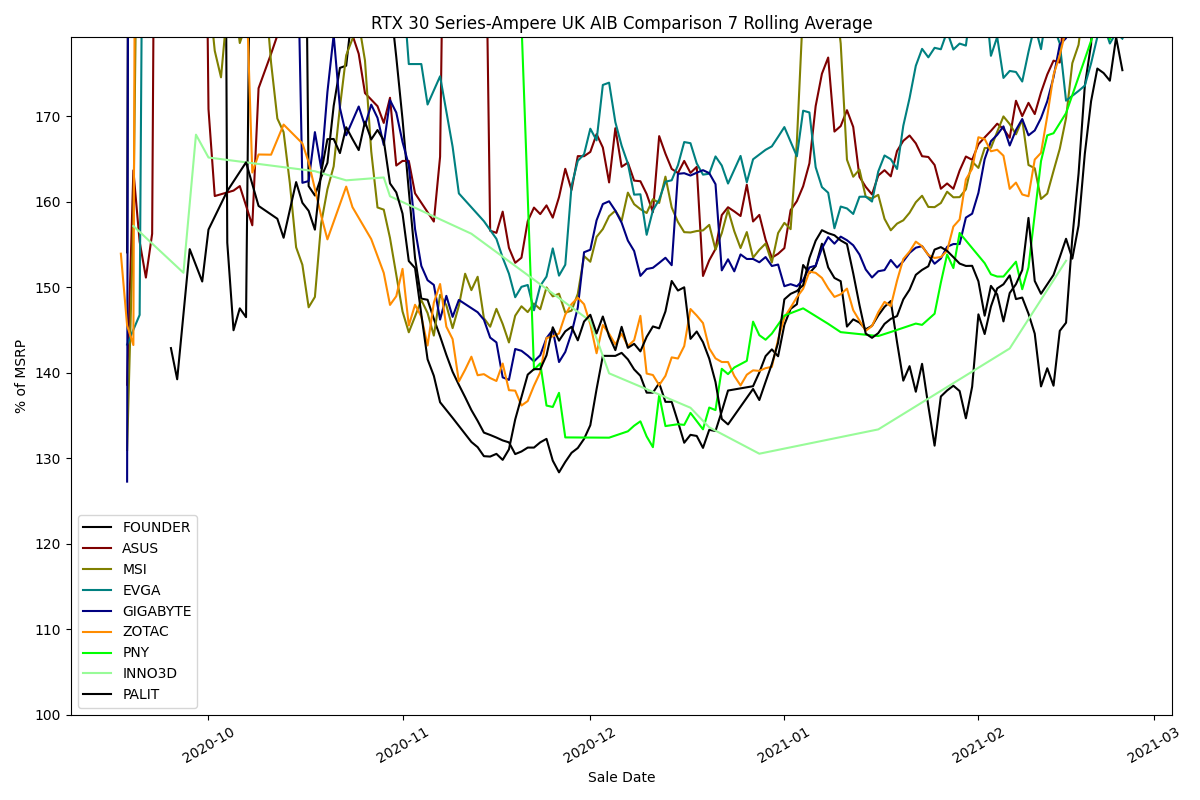 RTX 30 Series-Ampere UK AIB Comparison 7 Rolling Average
% of MSRP
170
160
150
140
130
120
110
100
FOUNDER
ASUS
MSI
EVGA
GIGABYTE
ZOTAC
PNY
INNO3D
PALIT
2020-10
2020-11
2020-12
2021-01
2021-02
2021-03
Sale Date